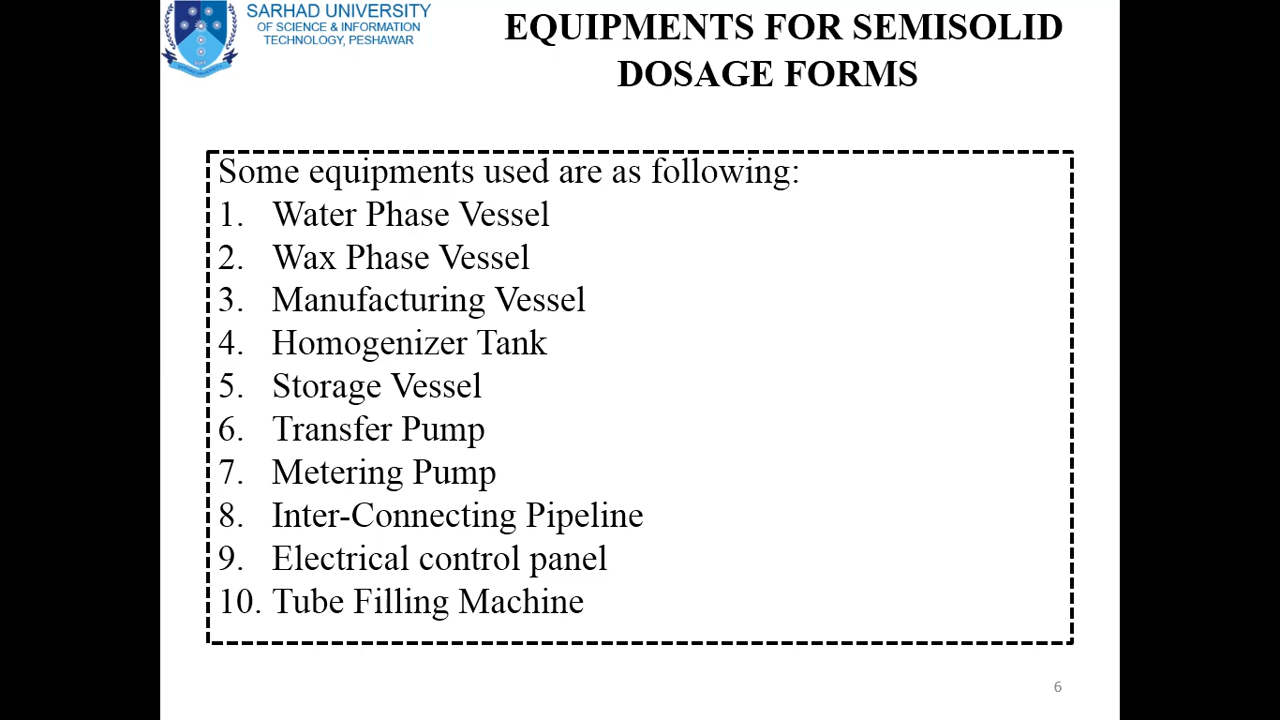 SARHAD UNIVERSITY
OF SCIENCE & INFORMATION
TECHNOLOGY, PESHAWAR
EQUIPMENTS FOR SEMISOLID
DOSAGE FORMS
Some equipments used are as following:
1. Water Phase Vessel
2. Wax Phase Vessel
3. Manufacturing Vessel
4. Homogenizer Tank
5. Storage Vessel
6. Transfer Pump
7. Metering Pump
8. Inter-Connecting Pipeline
9. Electrical control panel
10. Tube Filling Machine
6